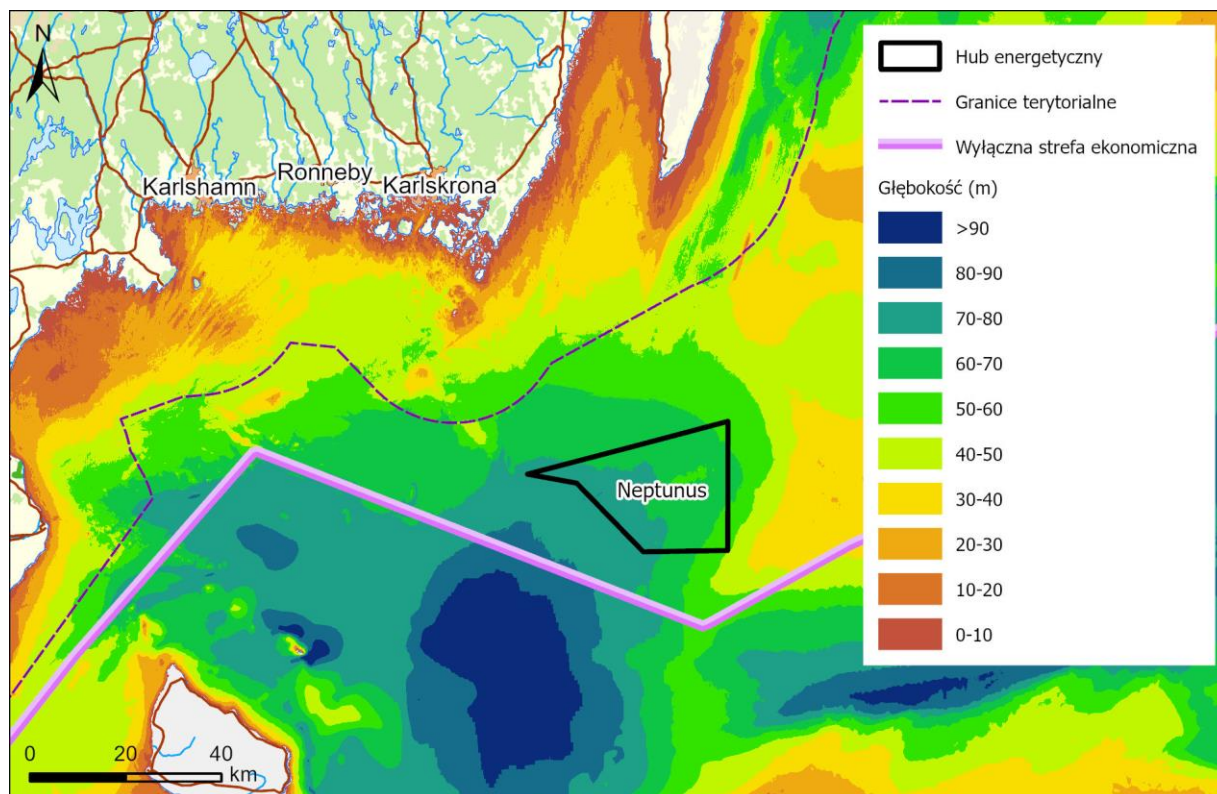 N
Karlshamn
Ronneby
Karlskrona
Neptunus
0 20 40
km
Hub energetyczny
Granice terytorialne
Wyłączna strefa ekonomiczna
Głębokość (m)
>90
80-90
70-80
60-70
50-60
40-50
30-40
20-30
10-20
0-10